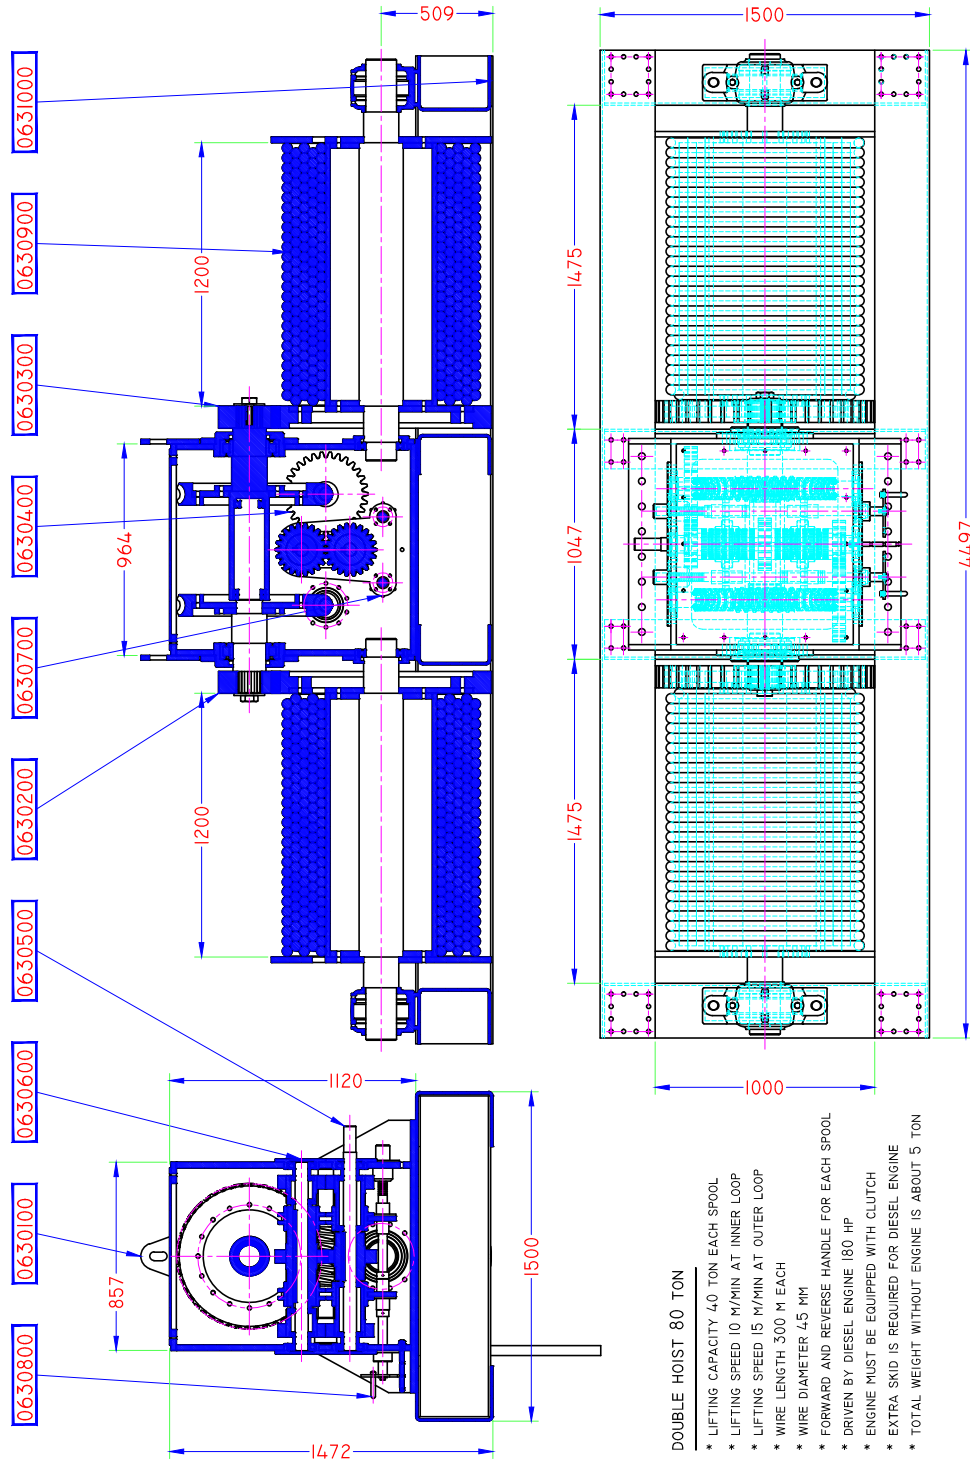 0631000
0630900
0630300
0630400
0630700
0630200
0630500
0630600
0630100
0630800
509
1200
964
1200
1120
857
1500
1472
1500
1475
1047
1475
4497
1000
DOUBLE HOIST 80 TON
* LIFTING CAPACITY 40 TON EACH SPOOL
* LIFTING SPEED 10 M/MIN AT INNER LOOP
* LIFTING SPEED 15 M/MIN AT OUTER LOOP
* WIRE LENGTH 300 M EACH
* WIRE DIAMETER 45 MM
* FORWARD AND REVERSE HANDLE FOR EACH SPOOL
* DRIVEN BY DIESEL ENGINE 180 HP
* ENGINE MUST BE EQUIPPED WITH CLUTCH
* EXTRA SKID IS REQUIRED FOR DIESEL ENGINE
* TOTAL WEIGHT WITHOUT ENGINE IS ABOUT 5 TON